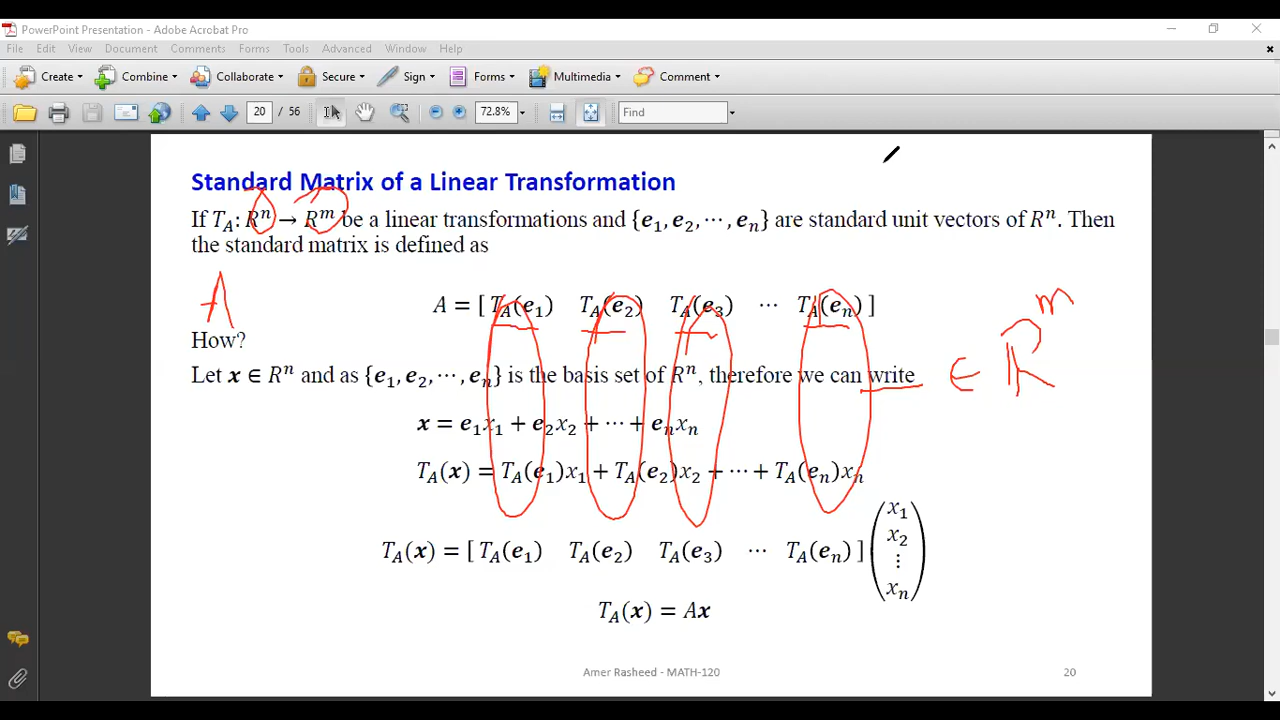 PowerPoint Presentation - Adobe Acrobat Pro
File Edit View Document Comments Forms Tools Advanced Window Help
Create Combine Collaborate Secure Sign Forms Multimedia Comment
20 / 56 72.8% Find
Standard Matrix of a Linear Transformation
If T_A: R^n → R^m be a linear transformations and {e_1, e_2, ⋯, e_n} are standard unit vectors of R^n. Then
the standard matrix is defined as
A
A = [ T_A(e_1) T_A(e_2) T_A(e_3) ⋯ T_A(e_n) ]
How?
Let x ∈ R^n and as {e_1, e_2, ⋯, e_n} is the basis set of R^n, therefore we can write
∈ R^m
x = e_1x_1 + e_2x_2 + ⋯ + e_nx_n
T_A(x) = T_A(e_1)x_1 + T_A(e_2)x_2 + ⋯ + T_A(e_n)x_n
T_A(x) = [ T_A(e_1) T_A(e_2) T_A(e_3) ⋯ T_A(e_n) ] (x_1 x_2 ⋮ x_n)
T_A(x) = Ax
Amer Rasheed - MATH-120 20